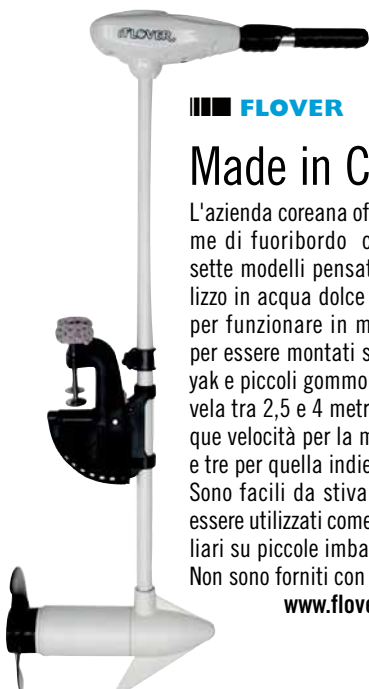 FLOVER
FLOVER
Made in C
L'azienda coreana of
me di fuoribordo c
sette modelli pensat
lizzo in acqua dolce
per funzionare in m
per essere montati s
yak e piccoli gommo
vela tra 2,5 e 4 metr
que velocità per la m
e tre per quella indie
Sono facili da stiva
essere utilizzati come
liari su piccole imba
Non sono forniti con
www.flove